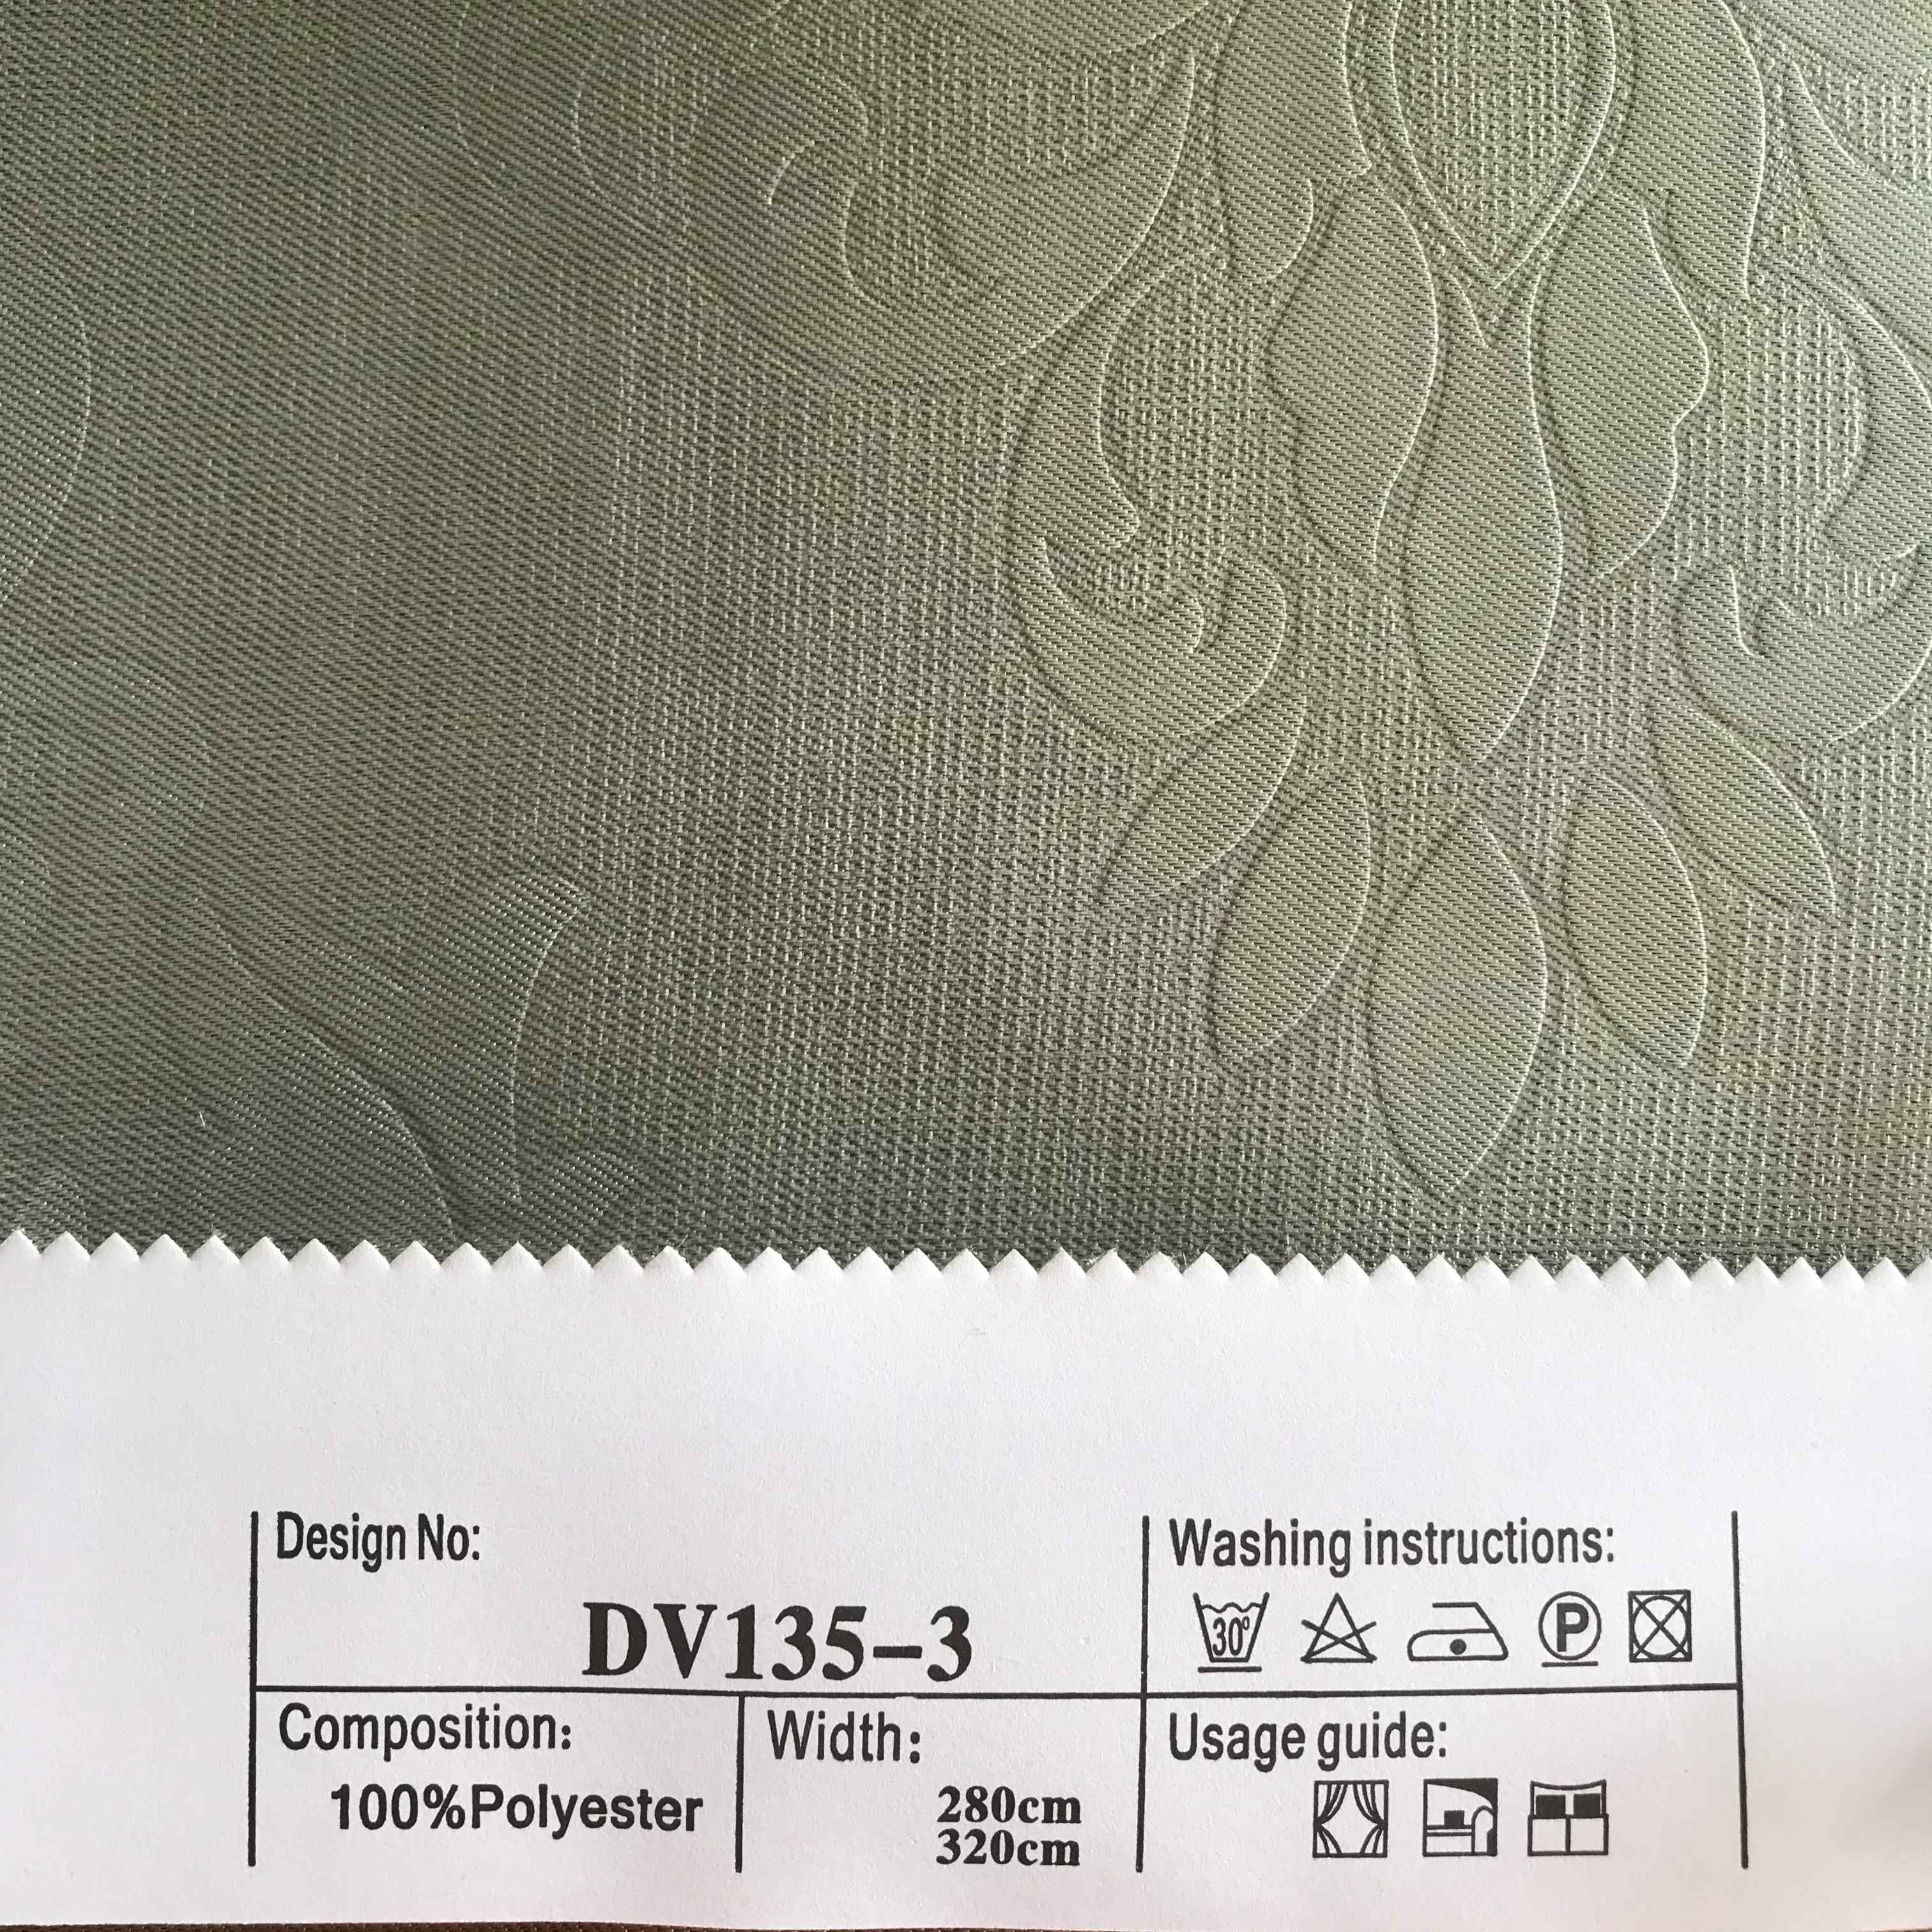 Design No:
DV135-3
Washing instructions:
30°
P
Composition:
100%Polyester
Width:
280cm
320cm
Usage guide: